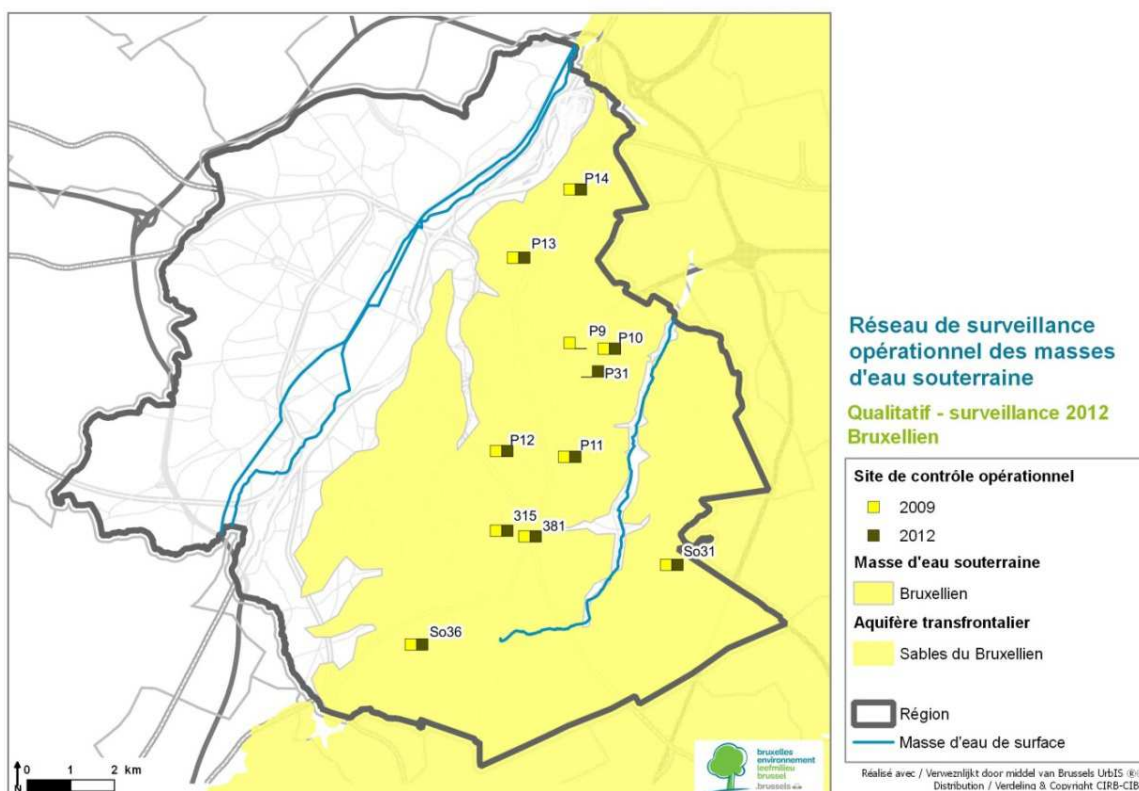 P14
P13
P9
P10
P31
P12
P11
315
381
So31
So36
N
0 1 2 km
bruxelles
environnement
leefmilieu
brussel
.brussels
Réseau de surveillance
opérationnel des masses
d'eau souterraine
Qualitatif - surveillance 2012
Bruxellien
Site de contrôle opérationnel
2009
2012
Masse d'eau souterraine
Bruxellien
Aquifère transfrontalier
Sables du Bruxellien
Région
Masse d'eau de surface
Réalisé avec / Verweznlijkt door middel van Brussels UrbIS ®
Distribution / Verdeling & Copyright CIRB-CIB